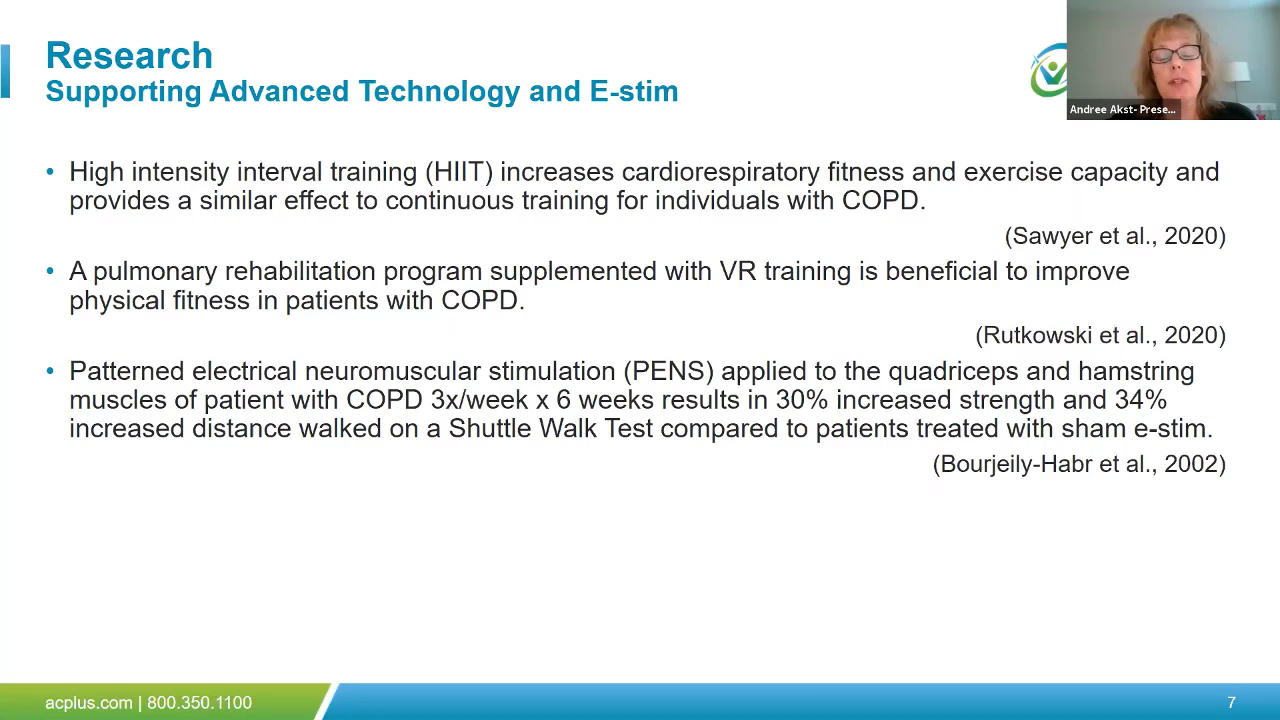 Research
Supporting Advanced Technology and E-stim
Andree Akst- Prese...
• High intensity interval training (HIIT) increases cardiorespiratory fitness and exercise capacity and
provides a similar effect to continuous training for individuals with COPD.
(Sawyer et al., 2020)
• A pulmonary rehabilitation program supplemented with VR training is beneficial to improve
physical fitness in patients with COPD.
(Rutkowski et al., 2020)
• Patterned electrical neuromuscular stimulation (PENS) applied to the quadriceps and hamstring
muscles of patient with COPD 3x/week x 6 weeks results in 30% increased strength and 34%
increased distance walked on a Shuttle Walk Test compared to patients treated with sham e-stim.
(Bourjeily-Habr et al., 2002)
acplus.com | 800.350.1100
7